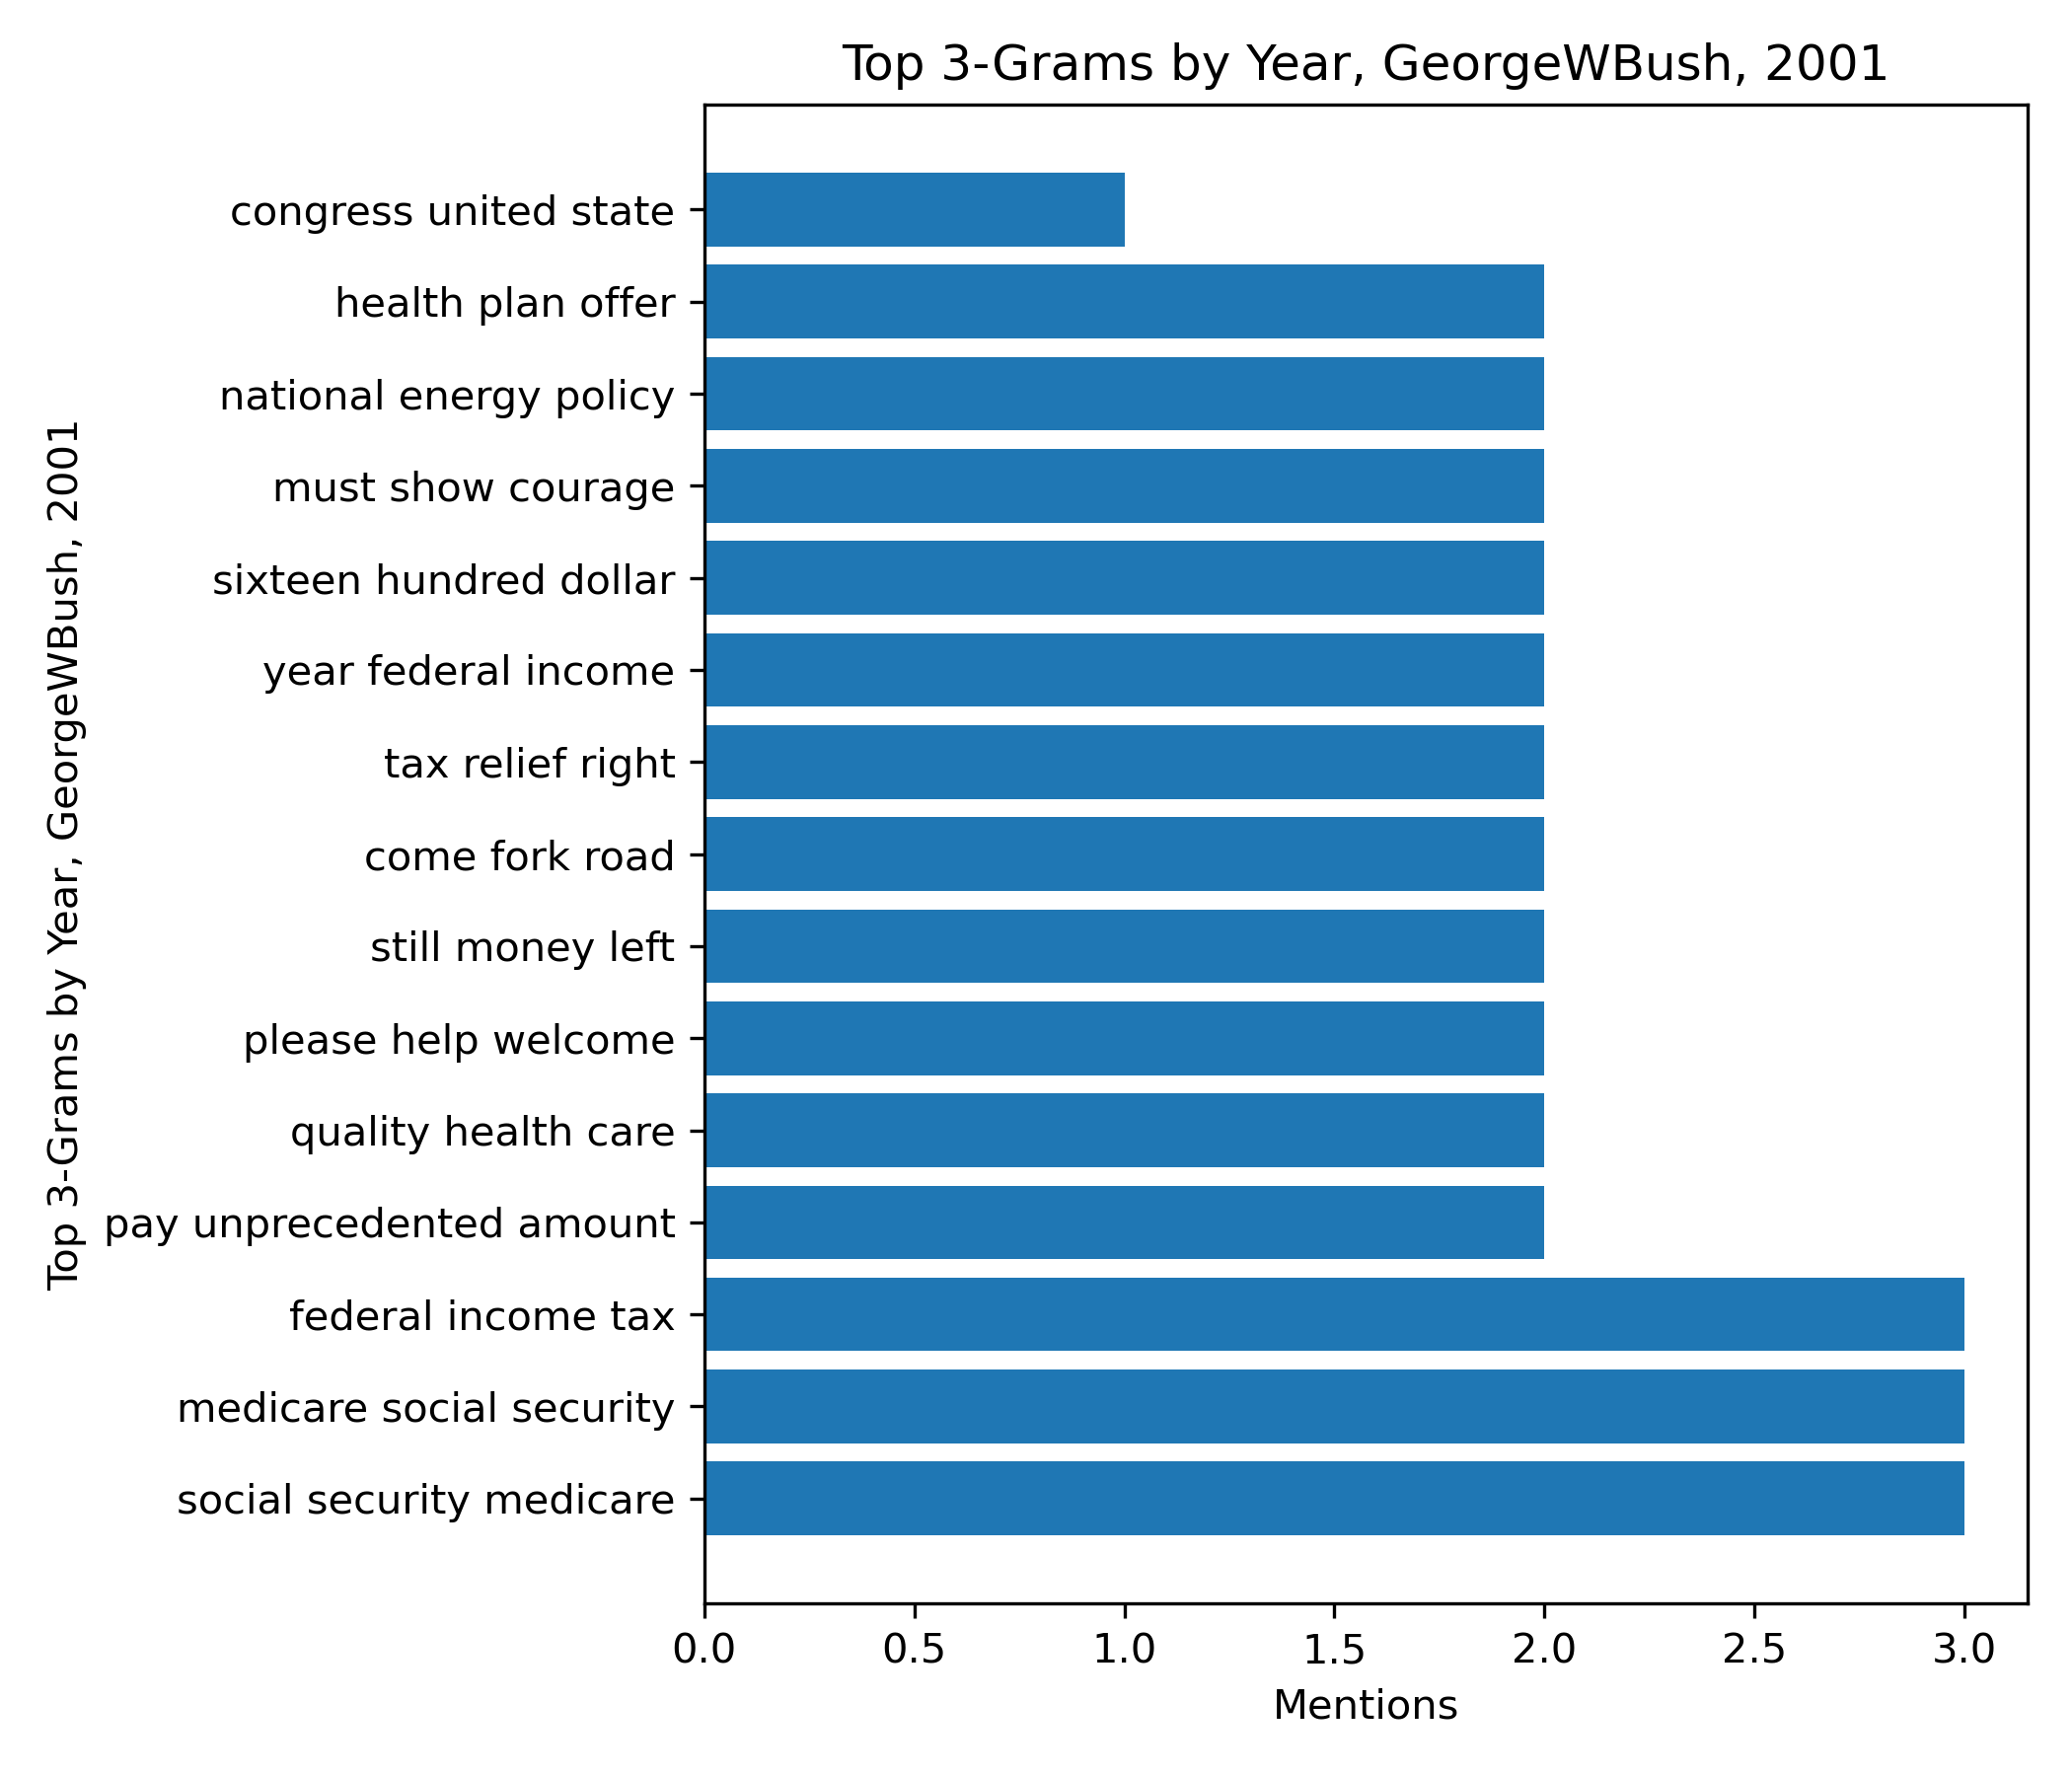 Top 3-Grams by Year, GeorgeWBush, 2001
Top 3-Grams by Year, GeorgeWBush, 2001
congress united state
health plan offer
national energy policy
must show courage
sixteen hundred dollar
year federal income
tax relief right
come fork road
still money left
please help welcome
quality health care
pay unprecedented amount
federal income tax
medicare social security
social security medicare
0.0 0.5 1.0 1.5 2.0 2.5 3.0
Mentions